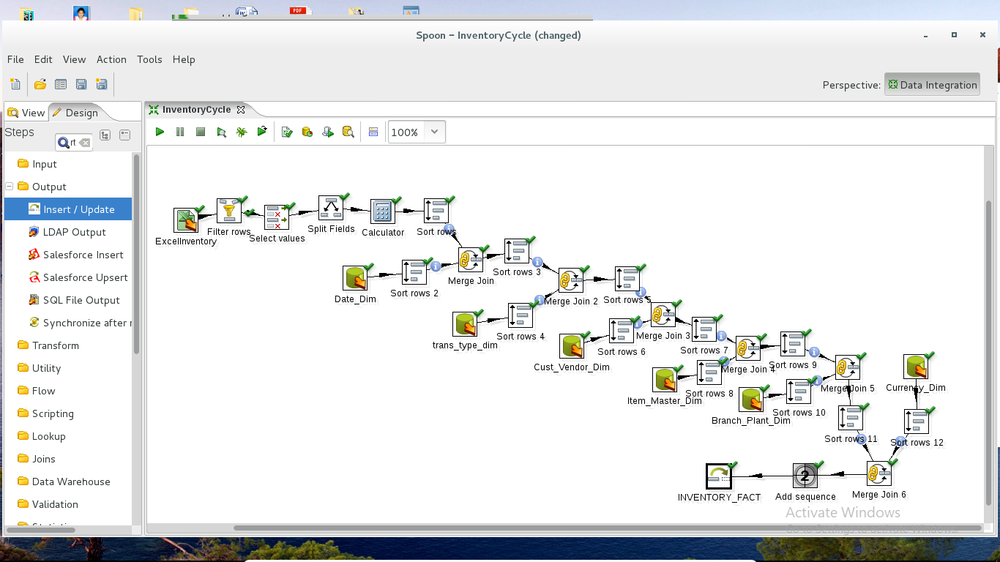 PDF
Spoon – InventoryCycle (changed)
File Edit View Action Tools Help
Perspective: Data Integration
View Design
InventoryCycle
Steps
rt
100%
Input
Output
Insert / Update
LDAP Output
Salesforce Insert
Salesforce Upsert
SQL File Output
Synchronize after
Transform
Utility
Flow
Scripting
Lookup
Joins
Data Warehouse
Validation
ExcelInventory
Filter rows
Select values
Split Fields
Calculator
Sort rows
Date_Dim
Sort rows 2
Merge Join
Sort rows 3
trans_type_dim
Sort rows 4
Merge Join 2
Sort rows 5
Cust_Vendor_Dim
Sort rows 6
Merge Join 3
Sort rows 7
Item_Master_Dim
Sort rows 8
Merge Join 4
Sort rows 9
Branch_Plant_Dim
Sort rows 10
Merge Join 5
Currency_Dim
Sort rows 11
Sort rows 12
INVENTORY_FACT
2
Add sequence
Merge Join 6
Activate Windows
Go to Settings to activate Windows.